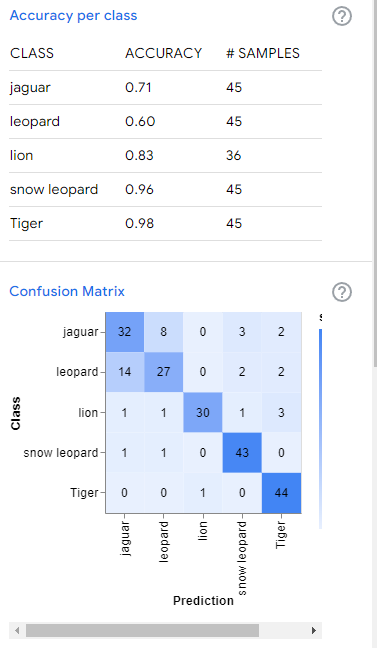 Accuracy per class
CLASS ACCURACY # SAMPLES
jaguar 0.71 45
leopard 0.60 45
lion 0.83 36
snow leopard 0.96 45
Tiger 0.98 45
Confusion Matrix
jaguar 32 8 0 3 2
leopard 14 27 0 2 2
lion 1 1 30 1 3
snow leopard 1 1 0 43 0
Tiger 0 0 1 0 44
Class
jaguar leopard lion snow leopard Tiger
Prediction